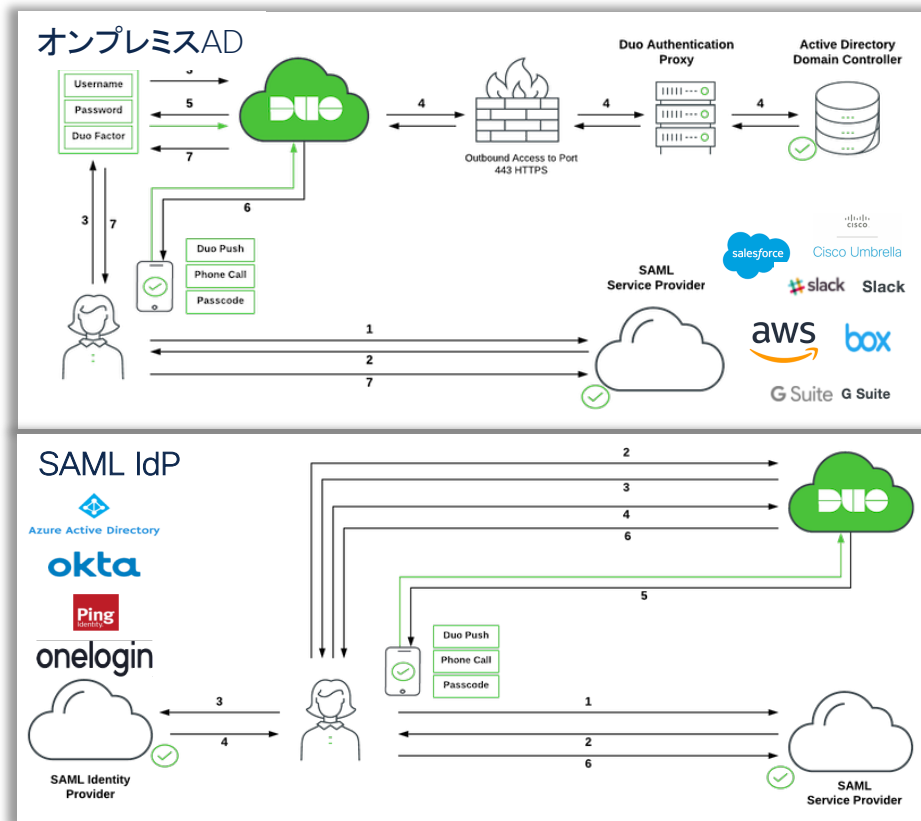 オンプレミスAD
Username
Password
Duo Factor
3
5
7
DUO
4
4
4
Outbound Access to Port
443 HTTPS
Duo Authentication
Proxy
Active Directory
Domain Controller
3
7
6
Duo Push
Phone Call
Passcode
1
2
7
SAML
Service Provider
salesforce
CISCO
Cisco Umbrella
slack Slack
aws
box
G Suite G Suite
SAML IdP
Azure Active Directory
okta
Ping
Identity
onelogin
SAML Identity
Provider
3
4
2
3
4
6
DUO
5
Duo Push
Phone Call
Passcode
1
2
6
SAML
Service Provider